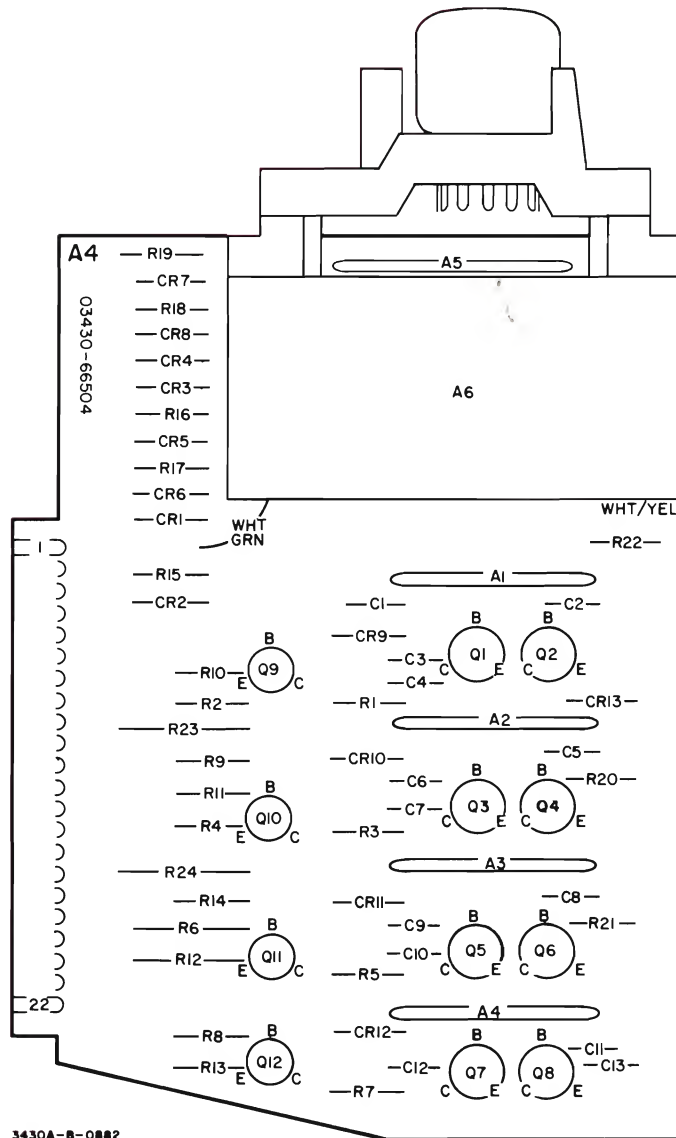 A4
R19
A5
CR7
03430-66504
R18
CR8
CR4
CR3
A6
R16
CR5
R17
CR6
CR1
WHT
GRN
WHT/YEL
1
R22
R15
A1
CR2
C1
C2
CR9
B
B
B
Q9
Q1
Q2
C3
R10
E
C
C
E
C
E
C4
R2
R1
CR13
R23
A2
R9
CR10
C5
B
B
C6
R20
R11
B
C7
Q3
Q4
Q10
R4
E
C
C
E
C
E
R3
R24
A3
R14
CR11
C8
R6
B
C9
B
B
R21
Q11
C10
Q5
Q6
R12
E
C
C
E
C
E
R5
22
A4
R8
B
CR12
B
B
C11
Q12
C12
Q7
Q8
C13
R13
E
C
C
E
C
E
R7
3430A-B-0882